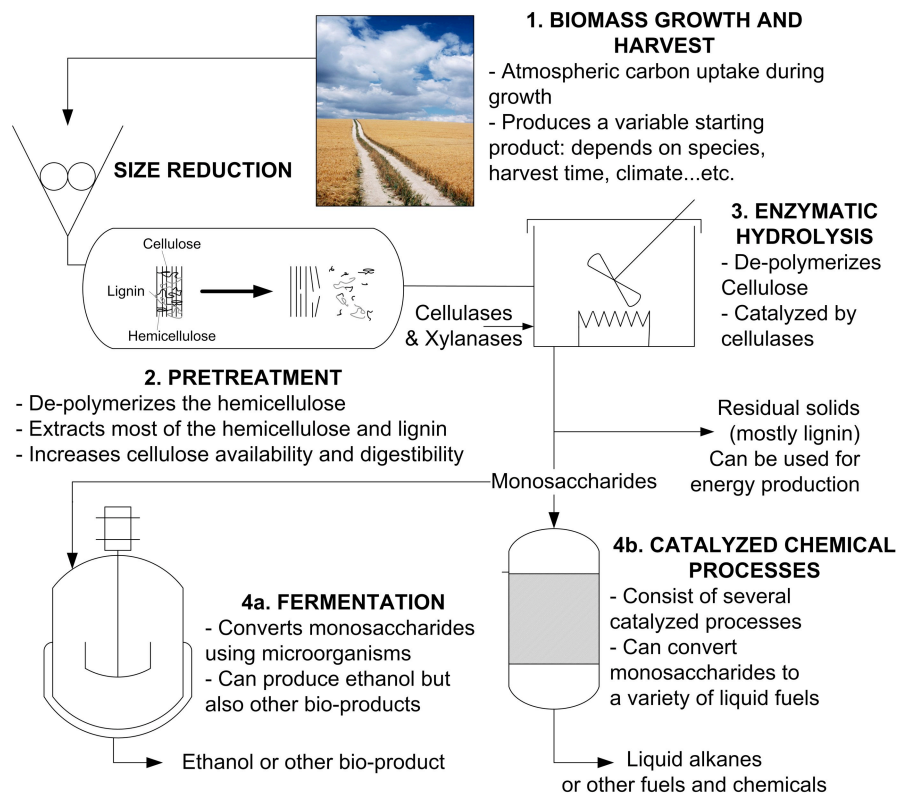 1. BIOMASS GROWTH AND
HARVEST
- Atmospheric carbon uptake during
growth
- Produces a variable starting
product: depends on species,
harvest time, climate...etc.
SIZE REDUCTION
Cellulose
Lignin
Hemicellulose
2. PRETREATMENT
- De-polymerizes the hemicellulose
- Extracts most of the hemicellulose and lignin
- Increases cellulose availability and digestibility
Cellulases
& Xylanases
3. ENZYMATIC
HYDROLYSIS
- De-polymerizes
Cellulose
- Catalyzed by
cellulases
Residual solids
(mostly lignin)
Can be used for
energy production
Monosaccharides
4a. FERMENTATION
- Converts monosaccharides
using microorganisms
- Can produce ethanol but
also other bio-products
Ethanol or other bio-product
4b. CATALYZED CHEMICAL
PROCESSES
- Consist of several
catalyzed processes
- Can convert
monosaccharides to
a variety of liquid fuels
Liquid alkanes
or other fuels and chemicals